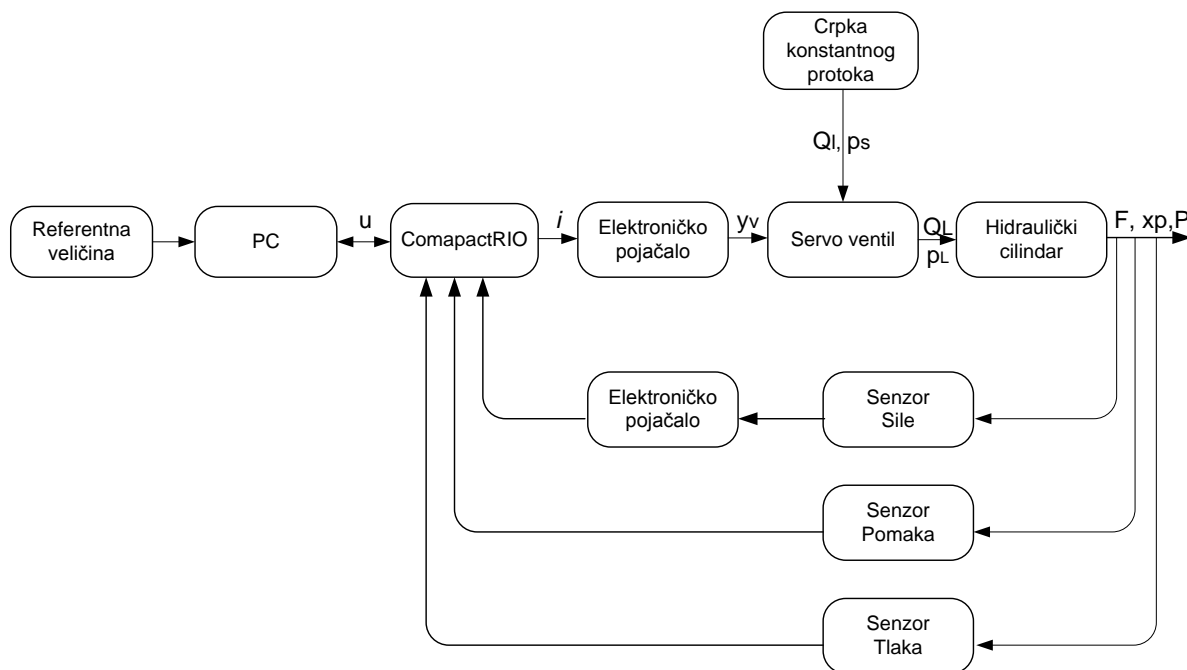 Crpka
konstantnog
protoka
Ql, ps
Referentna
veličina
PC
u
ComapactRIO
i
Elektroničko
pojačalo
yv
Servo ventil
QL
pL
Hidraulički
cilindar
F, xp,P
Elektroničko
pojačalo
Senzor
Sile
Senzor
Pomaka
Senzor
Tlaka